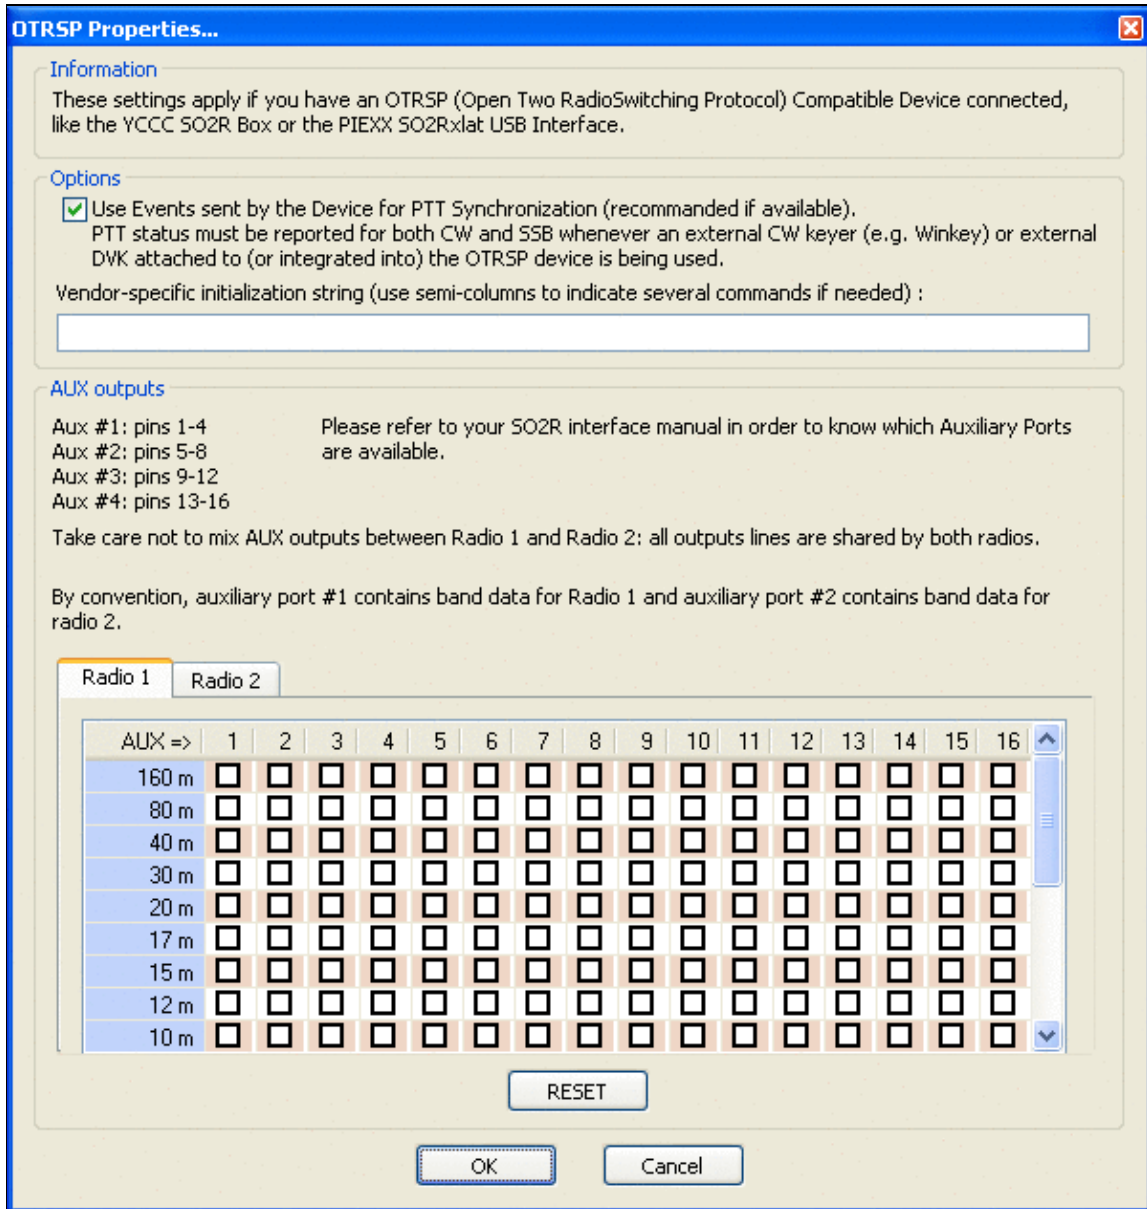 OTRSP Properties...
Information
These settings apply if you have an OTRSP (Open Two RadioSwitching Protocol) Compatible Device connected,
like the YCCC SO2R Box or the PIEXX SO2Rxlat USB Interface.
Options
Use Events sent by the Device for PTT Synchronization (recommanded if available).
PTT status must be reported for both CW and SSB whenever an external CW keyer (e.g. Winkey) or external
DVK attached to (or integrated into) the OTRSP device is being used.
Vendor-specific initialization string (use semi-columns to indicate several commands if needed) :
AUX outputs
Aux #1: pins 1-4
Aux #2: pins 5-8
Aux #3: pins 9-12
Aux #4: pins 13-16
Please refer to your SO2R interface manual in order to know which Auxiliary Ports
are available.
Take care not to mix AUX outputs between Radio 1 and Radio 2: all outputs lines are shared by both radios.
By convention, auxiliary port #1 contains band data for Radio 1 and auxiliary port #2 contains band data for
radio 2.
Radio 1 Radio 2
AUX => 1 2 3 4 5 6 7 8 9 10 11 12 13 14 15 16
160 m
80 m
40 m
30 m
20 m
17 m
15 m
12 m
10 m
RESET
OK Cancel